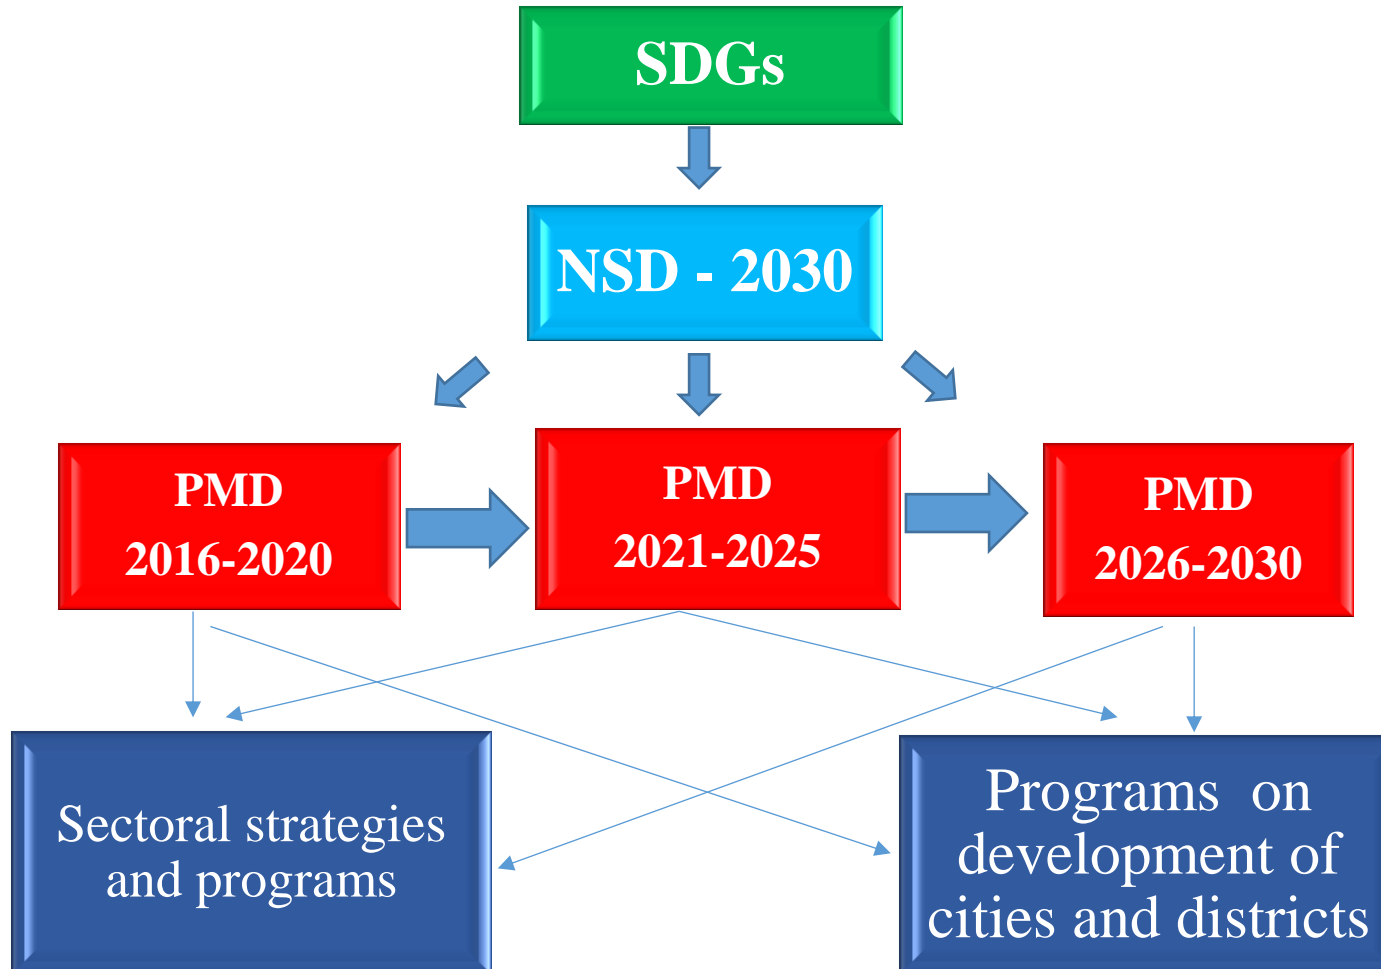 SDGs
NSD - 2030
PMD
2016-2020
PMD
2021-2025
PMD
2026-2030
Sectoral strategies
and programs
Programs on
development of
cities and districts